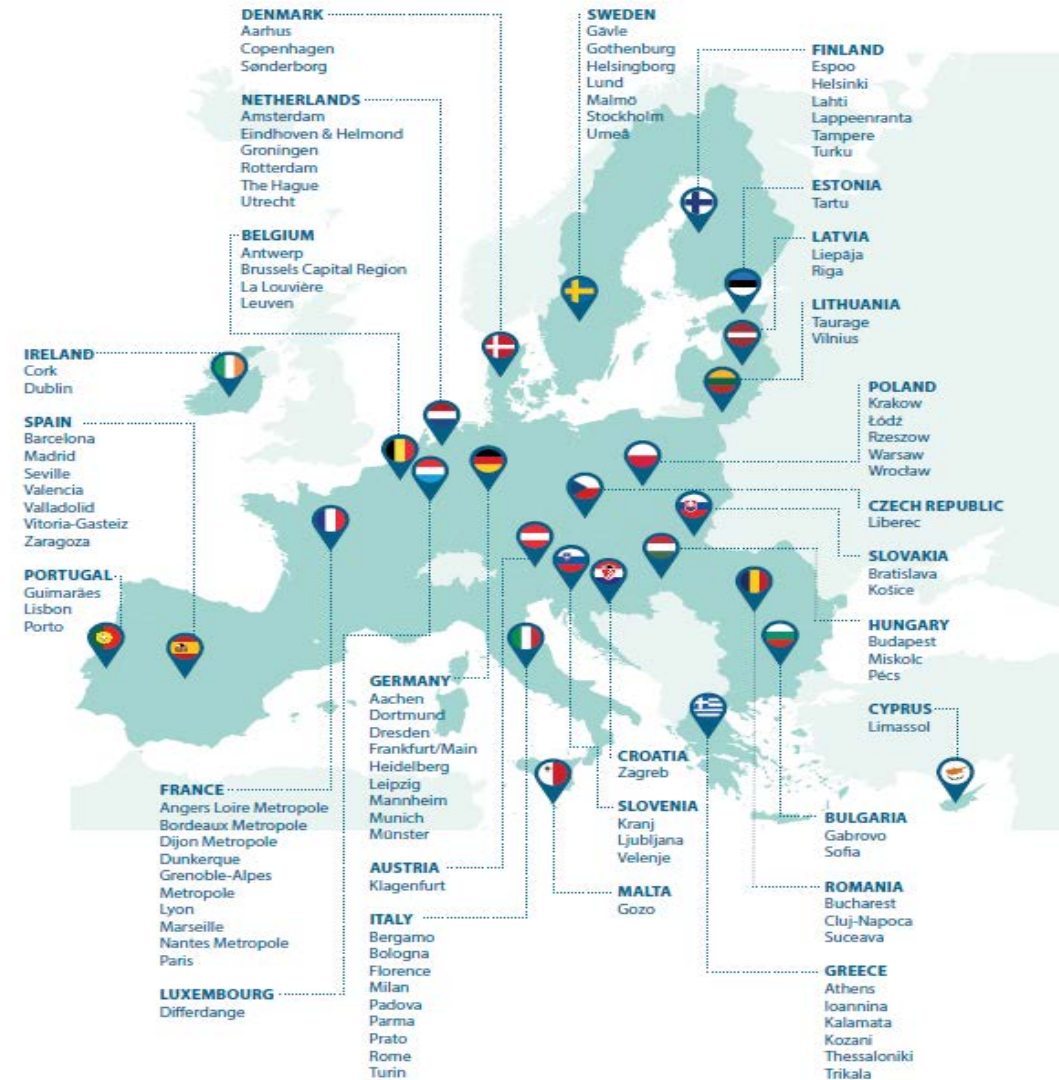 DENMARK
Aarhus
Copenhagen
Sønderborg
NETHERLANDS
Amsterdam
Eindhoven & Helmond
Groningen
Rotterdam
The Hague
Utrecht
BELGIUM
Antwerp
Brussels Capital Region
La Louvière
Leuven
IRELAND
Cork
Dublin
SPAIN
Barcelona
Madrid
Seville
Valencia
Valladolid
Vitoria-Gasteiz
Zaragoza
PORTUGAL
Guimarães
Lisbon
Porto
SWEDEN
Gävle
Gothenburg
Helsingborg
Lund
Malmö
Stockholm
Umeå
FINLAND
Espoo
Helsinki
Lahti
Lappeenranta
Tampere
Turku
ESTONIA
Tartu
LATVIA
Liepāja
Riga
LITHUANIA
Taurage
Vilnius
POLAND
Krakow
Łódź
Rzeszow
Warsaw
Wrocław
CZECH REPUBLIC
Liberec
SLOVAKIA
Bratislava
Košice
HUNGARY
Budapest
Miskolc
Pécs
CYPRUS
Limassol
FRANCE
Angers Loire Metropole
Bordeaux Metropole
Dijon Metropole
Dunkerque
Grenoble-Alpes
Metropole
Lyon
Marseille
Nantes Metropole
Paris
LUXEMBOURG
Differdange
GERMANY
Aachen
Dortmund
Dresden
Frankfurt/Main
Heidelberg
Leipzig
Mannheim
Munich
Münster
AUSTRIA
Klagenfurt
ITALY
Bergamo
Bologna
Florence
Milan
Padova
Parma
Prato
Rome
Turin
CROATIA
Zagreb
SLOVENIA
Kranj
Ljubljana
Velenje
MALTA
Gozo
BULGARIA
Gabrovo
Sofia
ROMANIA
Bucharest
Cluj-Napoca
Suceava
GREECE
Athens
Ioannina
Kalamata
Kozani
Thessaloniki
Trikala